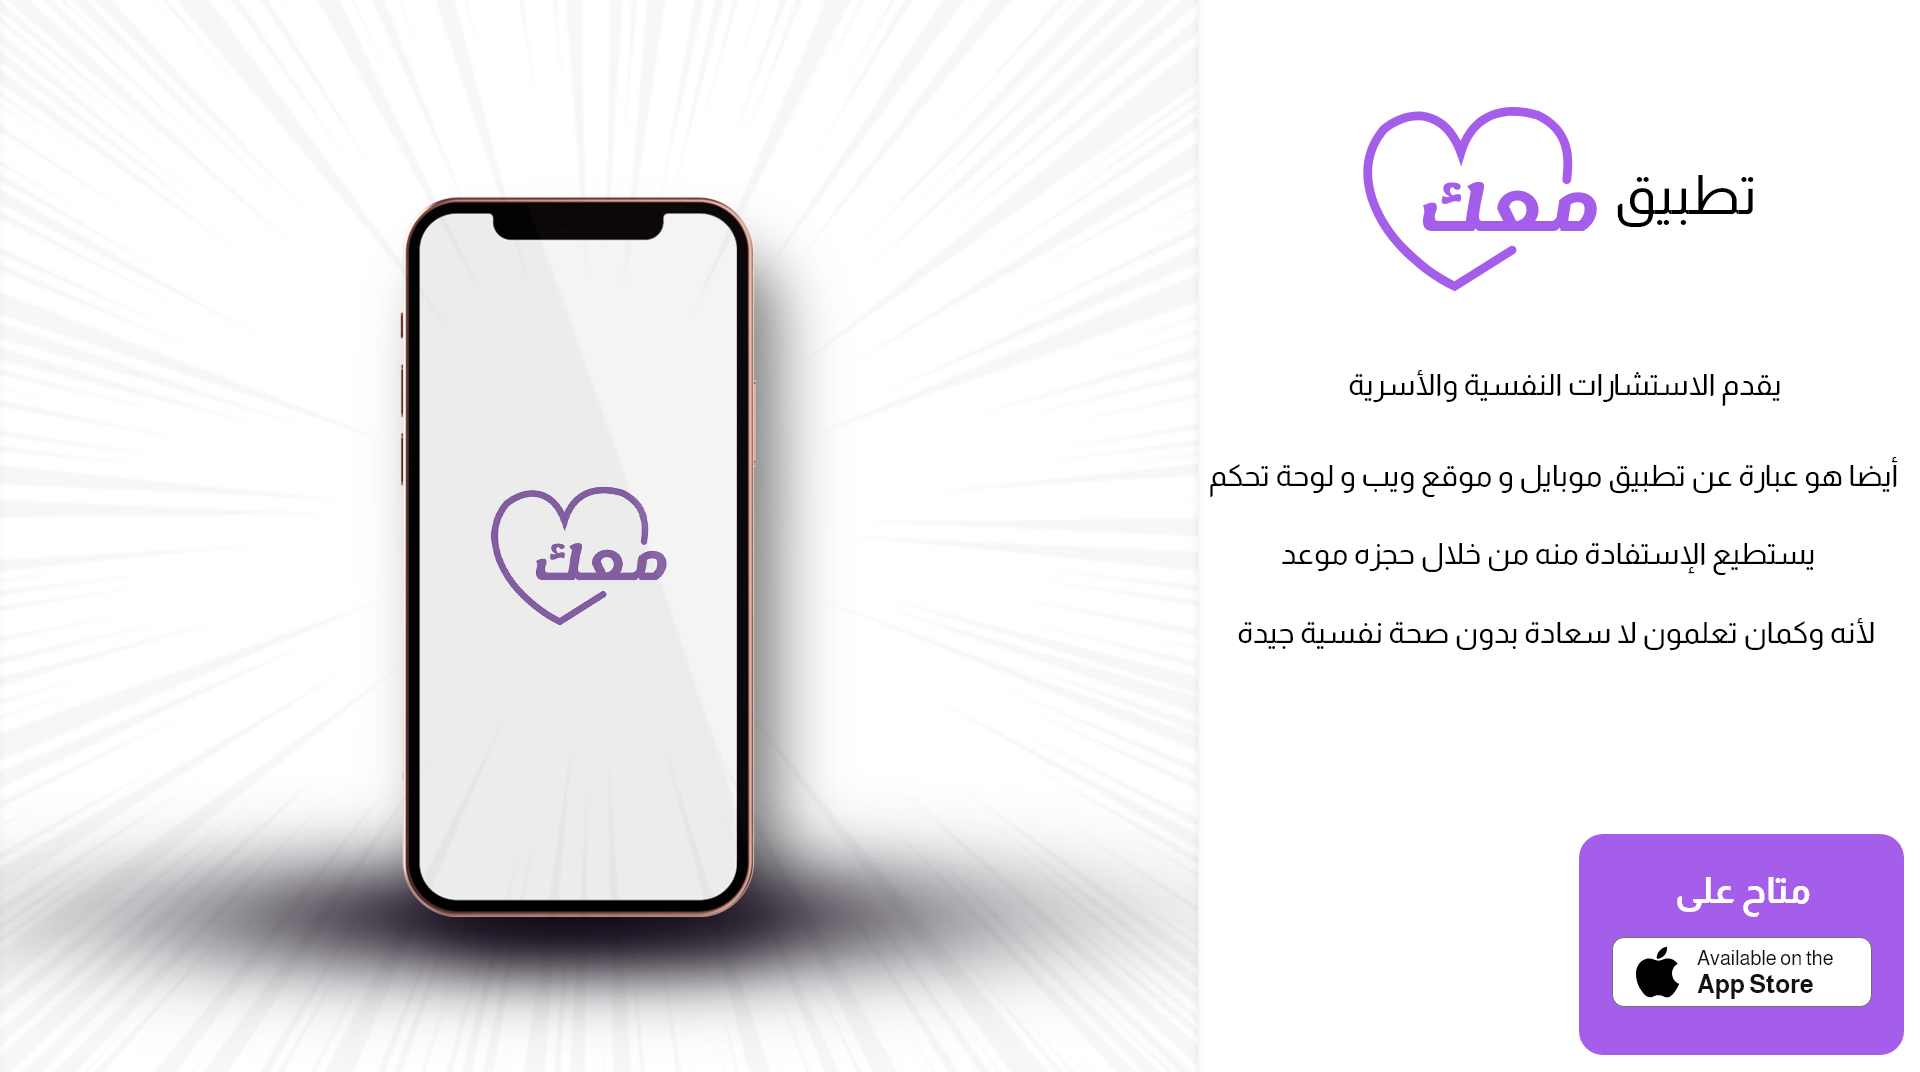 تطبيق معك
يقدم الاستشارات النفسية والأسرية
أيضا هو عبارة عن تطبيق موبايل و موقع ويب و لوحة تحكم
يستطيع الإستفادة منه من خلال حجزه موعد
لأنه وكمان تعلمون لا سعادة بدون صحة نفسية جيدة
معك
متاح على
Available on the
App Store